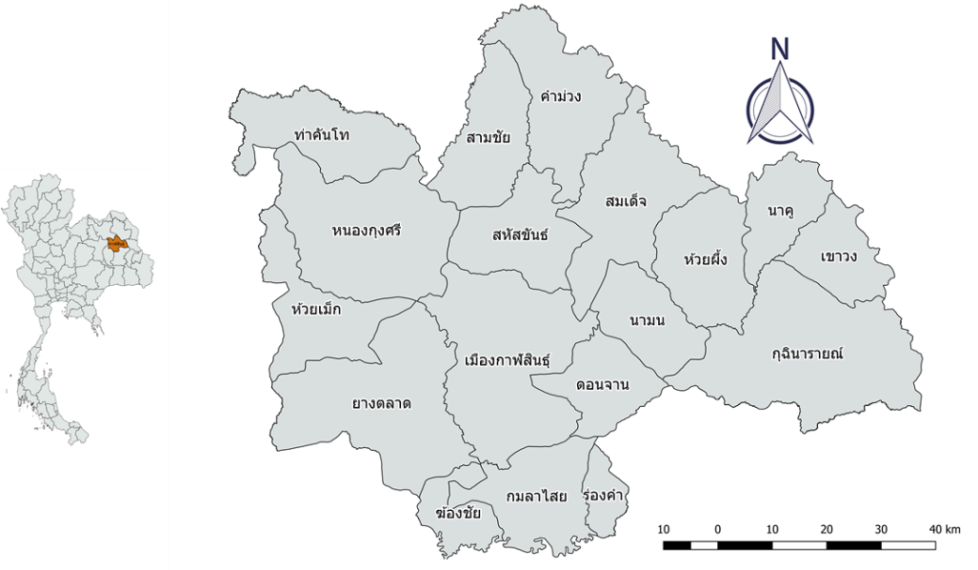 N
คำม่วง
ท่าคันโท
สามชัย
สมเด็จ
นาคู
หนองกุงศรี
สหัสขันธ์
ห้วยผึ้ง
เขาวง
ห้วยเม็ก
นามน
เมืองกาฬสินธุ์
กุฉินารายณ์
ดอนจาน
ยางตลาด
กมลาไสย
ร่องคำ
ฆ้องชัย
10 0 10 20 30 40 km